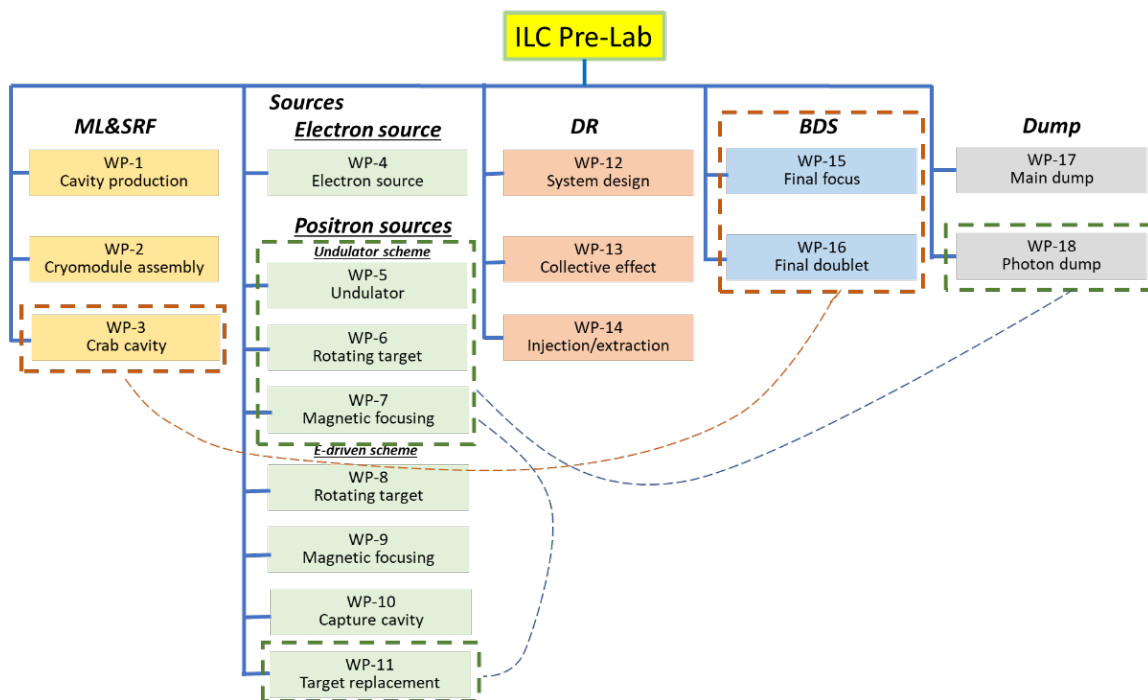 ILC Pre-Lab
ML&SRF
WP-1
Cavity production
WP-2
Cryomodule assembly
WP-3
Crab cavity
Sources
Electron source
WP-4
Electron source
Positron sources
Undulator scheme
WP-5
Undulator
WP-6
Rotating target
WP-7
Magnetic focusing
E-driven scheme
WP-8
Rotating target
WP-9
Magnetic focusing
WP-10
Capture cavity
WP-11
Target replacement
DR
WP-12
System design
WP-13
Collective effect
WP-14
Injection/extraction
BDS
WP-15
Final focus
WP-16
Final doublet
Dump
WP-17
Main dump
WP-18
Photon dump